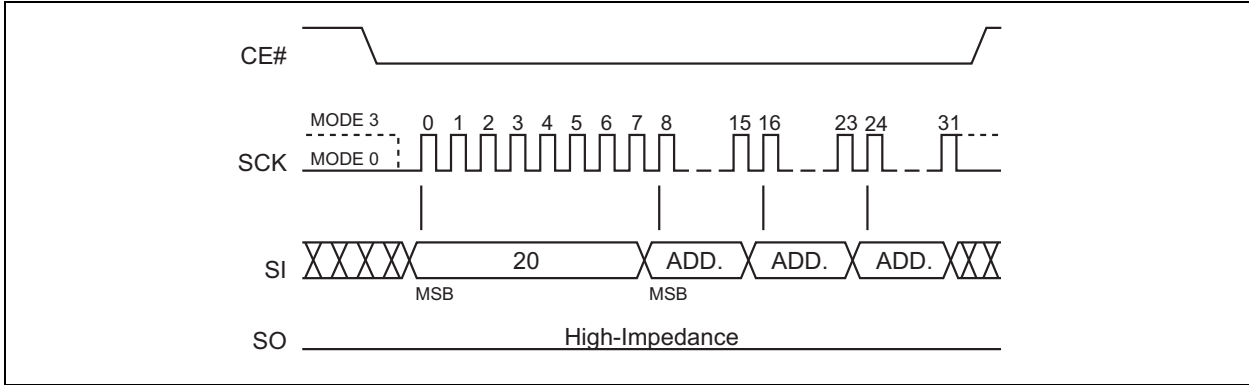 CE#
MODE 3
0 1 2 3 4 5 6 7 8 15 16 23 24 31
SCK
MODE 0
SI
20
ADD.
ADD.
ADD.
MSB
MSB
SO
High-Impedance